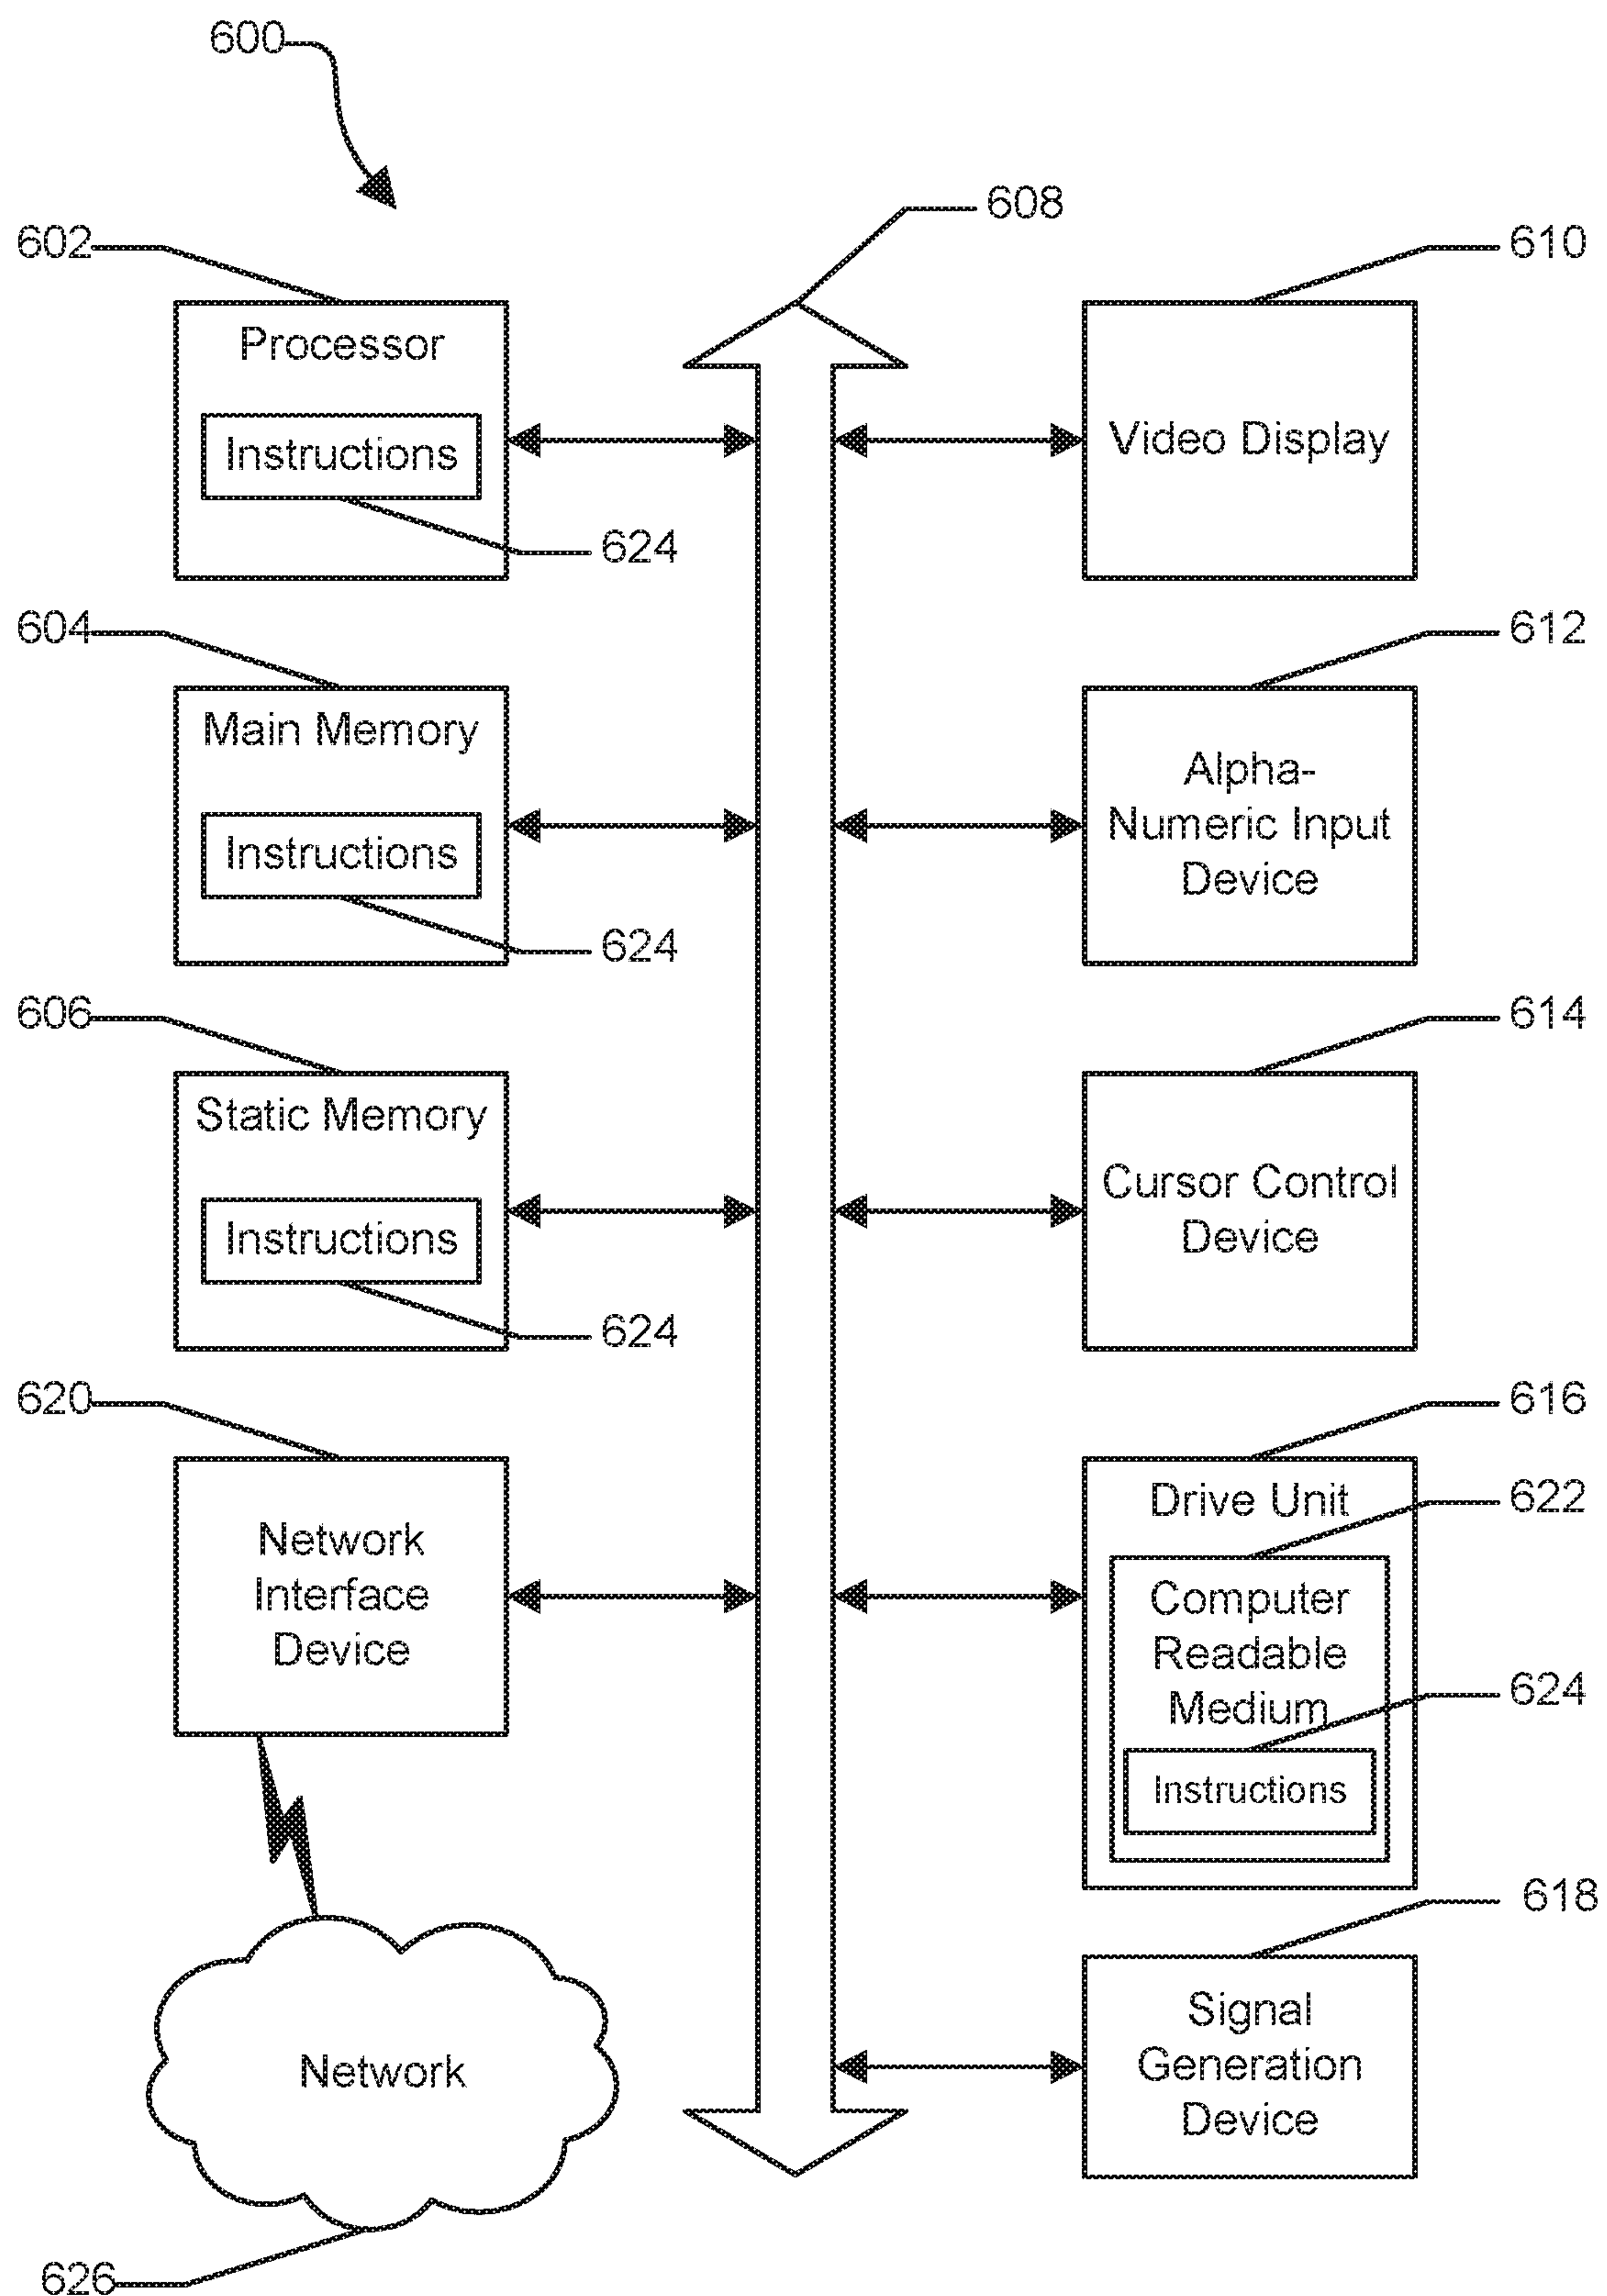 600
608
602
610
Processor
Instructions
624
Video Display
604
612
Main Memory
Instructions
624
Alpha-
Numeric Input
Device
606
614
Static Memory
Instructions
624
Cursor Control
Device
620
616
Network
Interface
Device
Drive Unit
622
Computer
Readable
Medium
624
Instructions
618
Network
Signal
Generation
Device
626